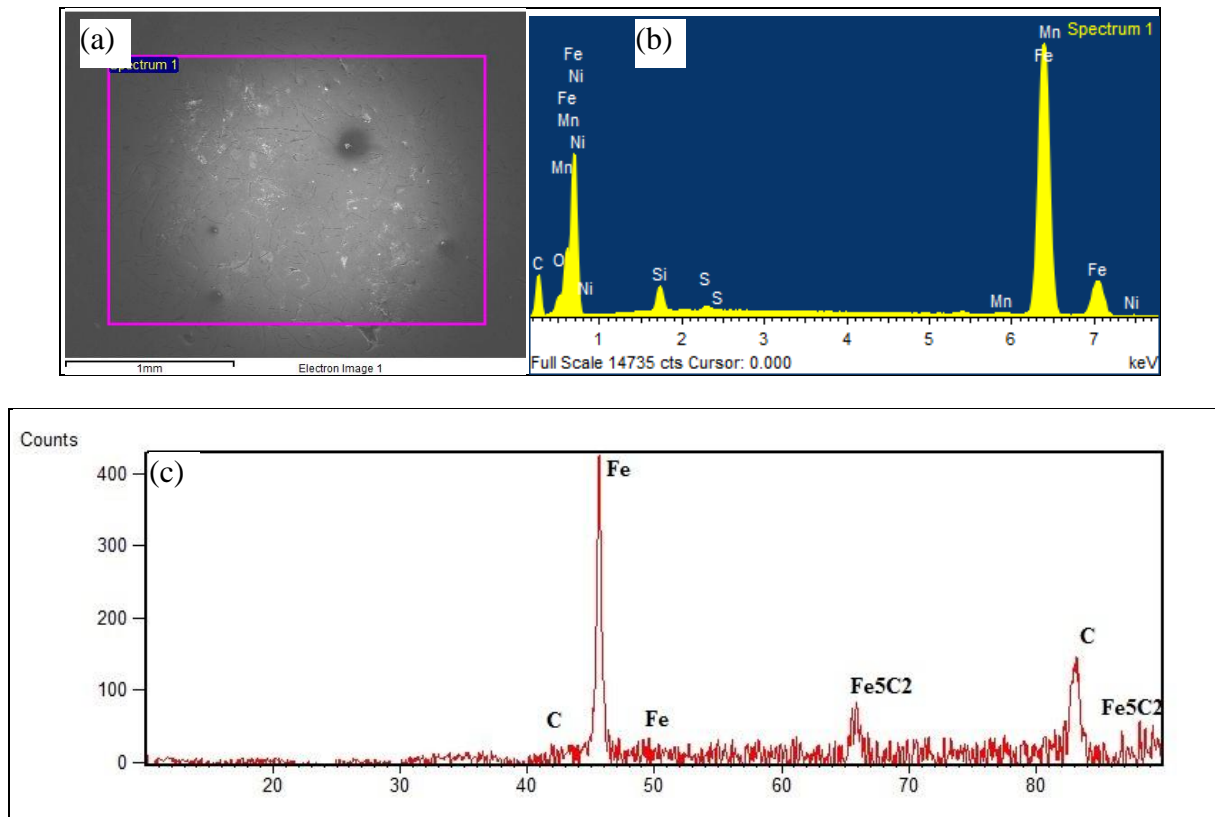 (a)
Spectrum 1
1mm
Electron Image 1
(b)
Spectrum 1
Mn
Fe
Fe
Ni
Fe
Mn
Ni
Mn
C
O
Ni
Si
S
S
Mn
Fe
Ni
1 2 3 4 5 6 7
Full Scale 14735 cts Cursor: 0.000
keV
Counts
(c)
400
300
200
100
0
Fe
C
Fe
Fe5C2
C
Fe5C2
20 30 40 50 60 70 80